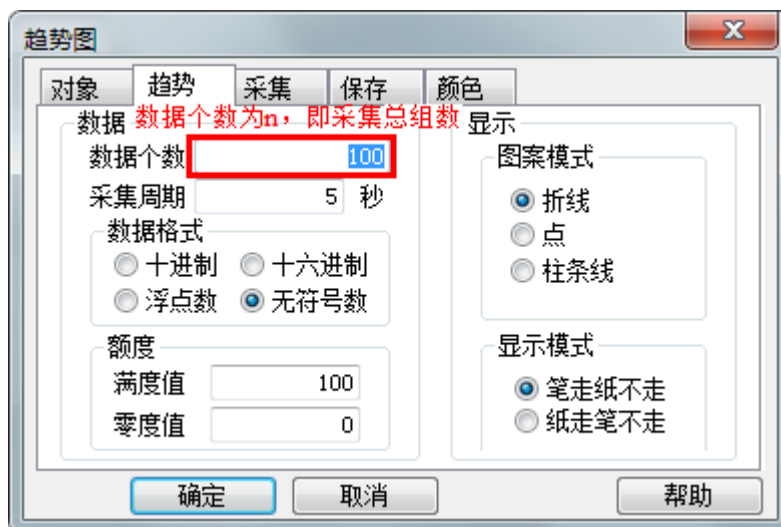 趋势图
对象 趋势 采集 保存 颜色
数据个数为n，即采集总组数
数据
数据个数 100
采集周期 5 秒
数据格式
十进制 十六进制
浮点数 无符号数
额度
满度值 100
零度值 0
显示
图案模式
折线
点
柱条线
显示模式
笔走纸不走
纸走笔不走
确定 取消 帮助